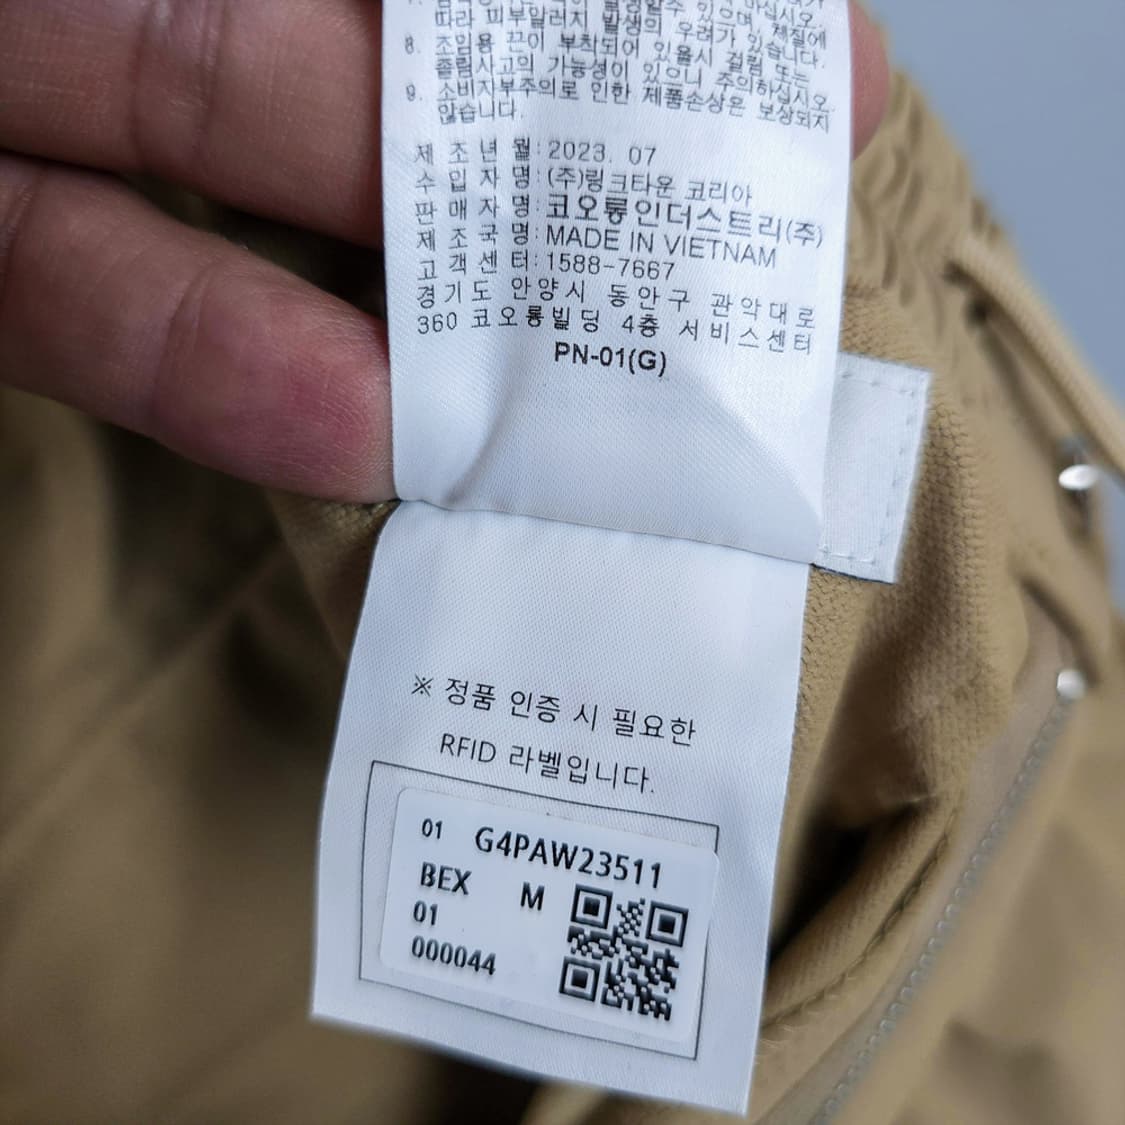 따라 피부알러지 발생의 우려가 있습니다.
8. 조임용 끈이 부착되어 있을시 걸림 또는
졸림사고의 가능성이 있으니 주의하십시오.
9. 소비자부주의로 인한 제품손상은 보상되지
않습니다.
제조년월:2023. 07
수입자명:(주)링크타운 코리아
판매자명:코오롱인더스트리(주)
제조국명:MADE IN VIETNAM
고객센터:1588-7667
경기도 안양시 동안구 관악대로
360 코오롱빌딩 4층 서비스센터
PN-01(G)
※ 정품 인증 시 필요한
RFID 라벨입니다.
01 G4PAW23511
BEX M
01
000044